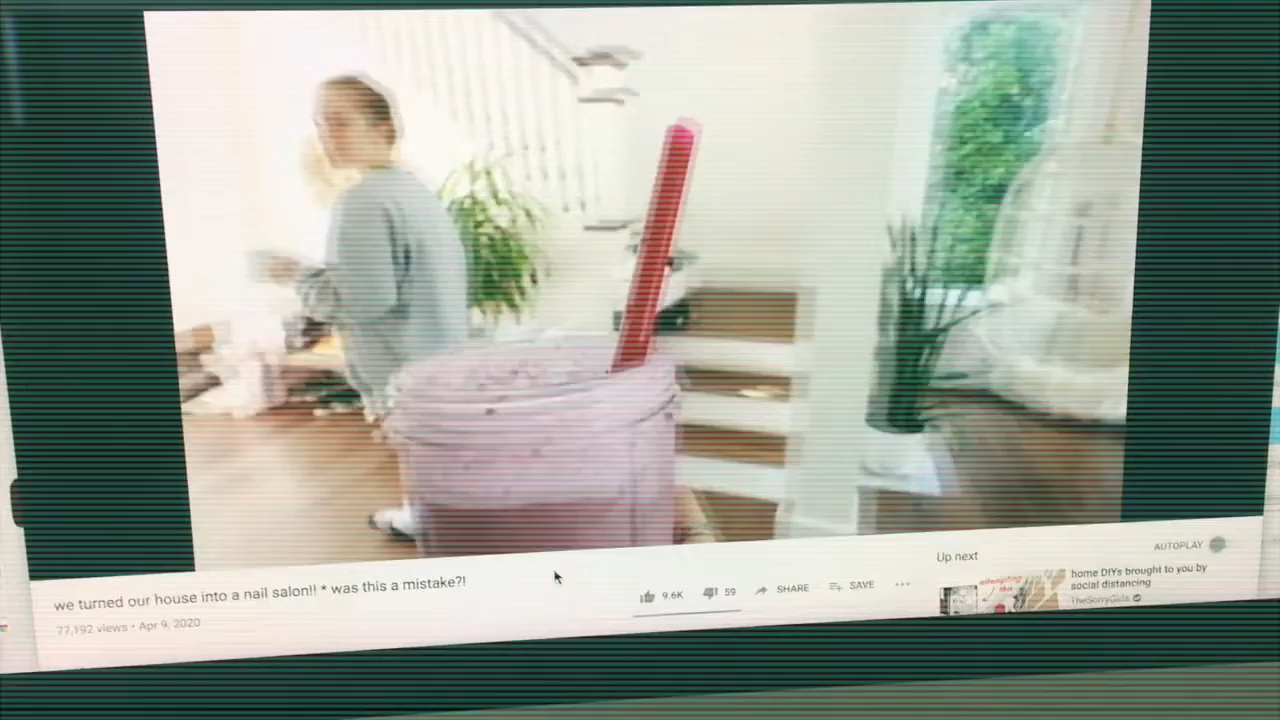 we turned our house into a nail salon!! * was this a mistake?!
77,192 views • Apr 9, 2020
9.6K
59
SHARE
SAVE
Up next
AUTOPLAY
home DIYs brought to you by
social distancing
TheSorryGirls